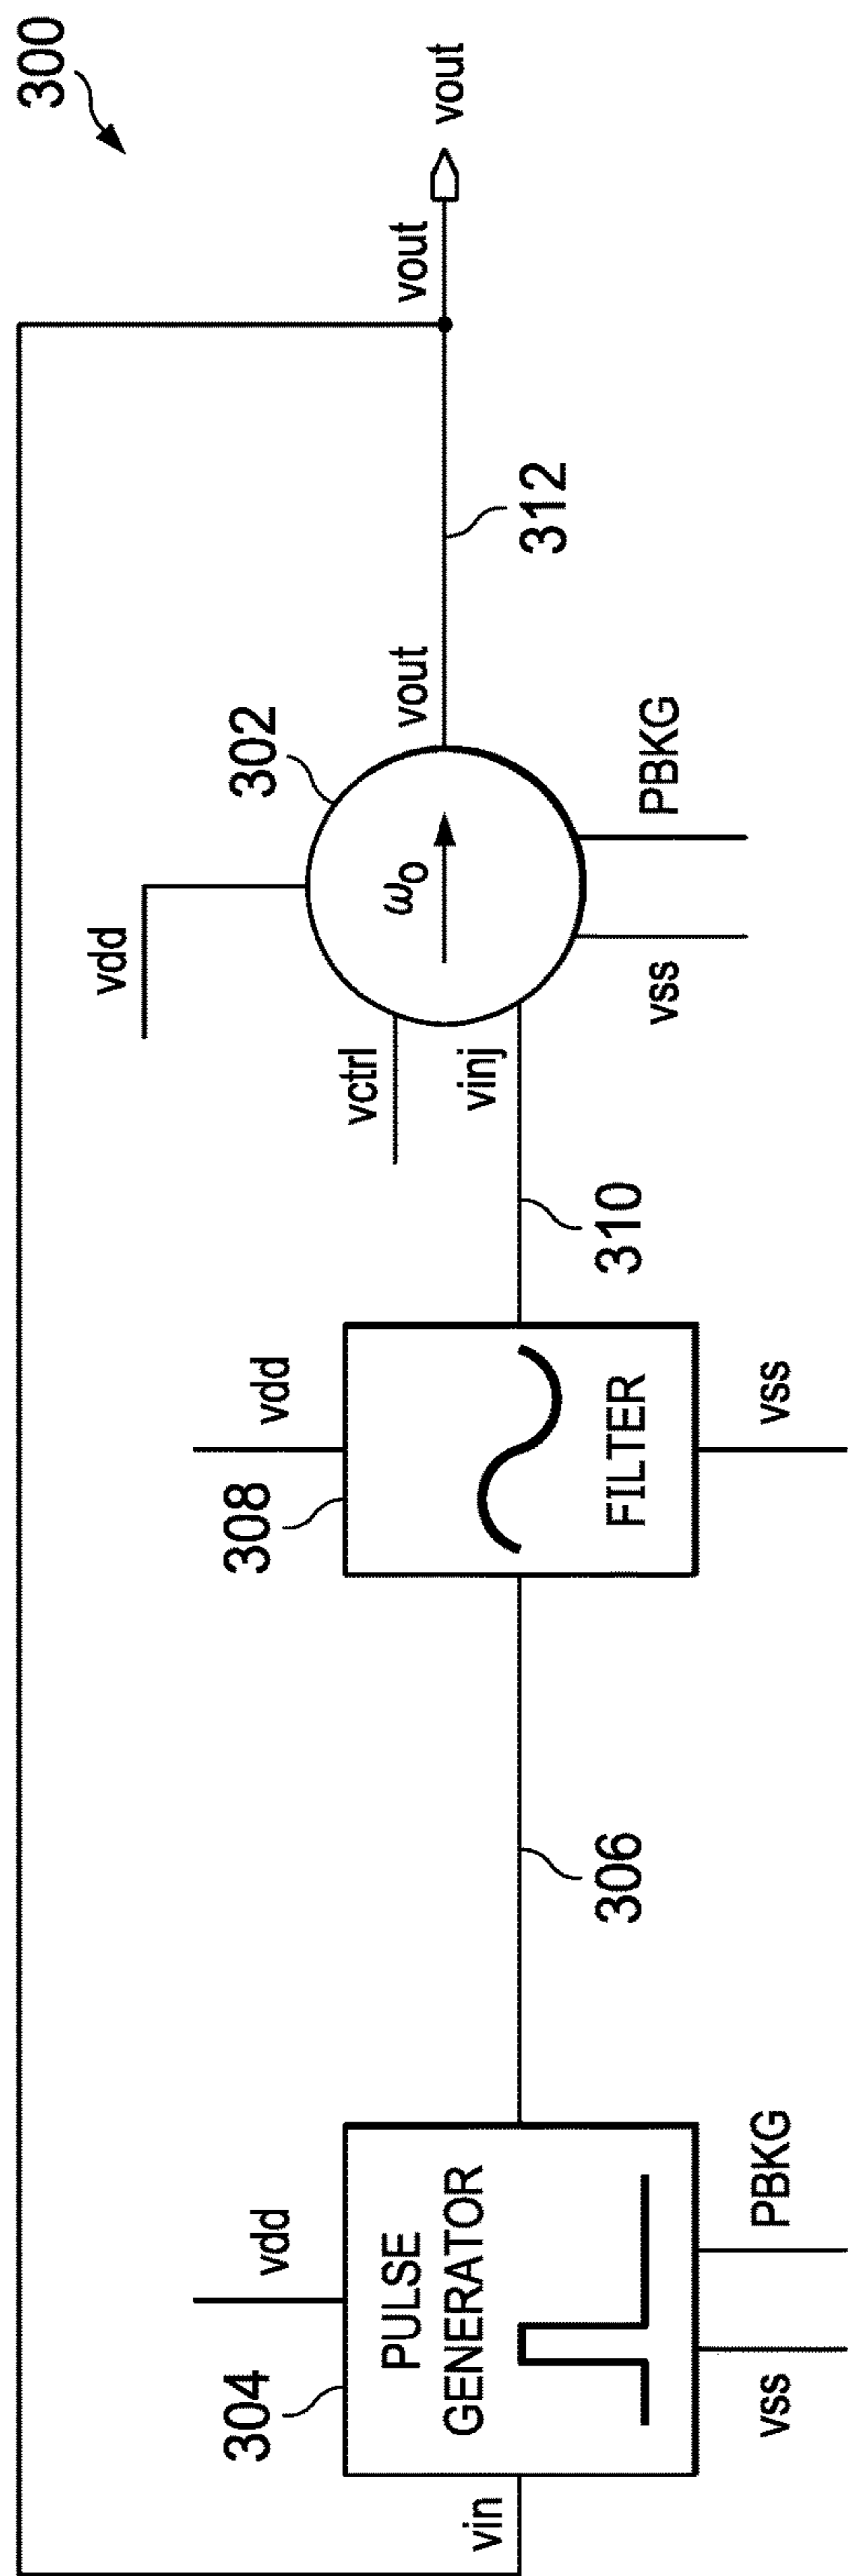 300
vdd
302
vctrl
ω₀
vout
vout
vout
vinj
312
vss
PBKG
310
vdd
308
FILTER
vss
306
vdd
304
PULSE
GENERATOR
vin
vss
PBKG